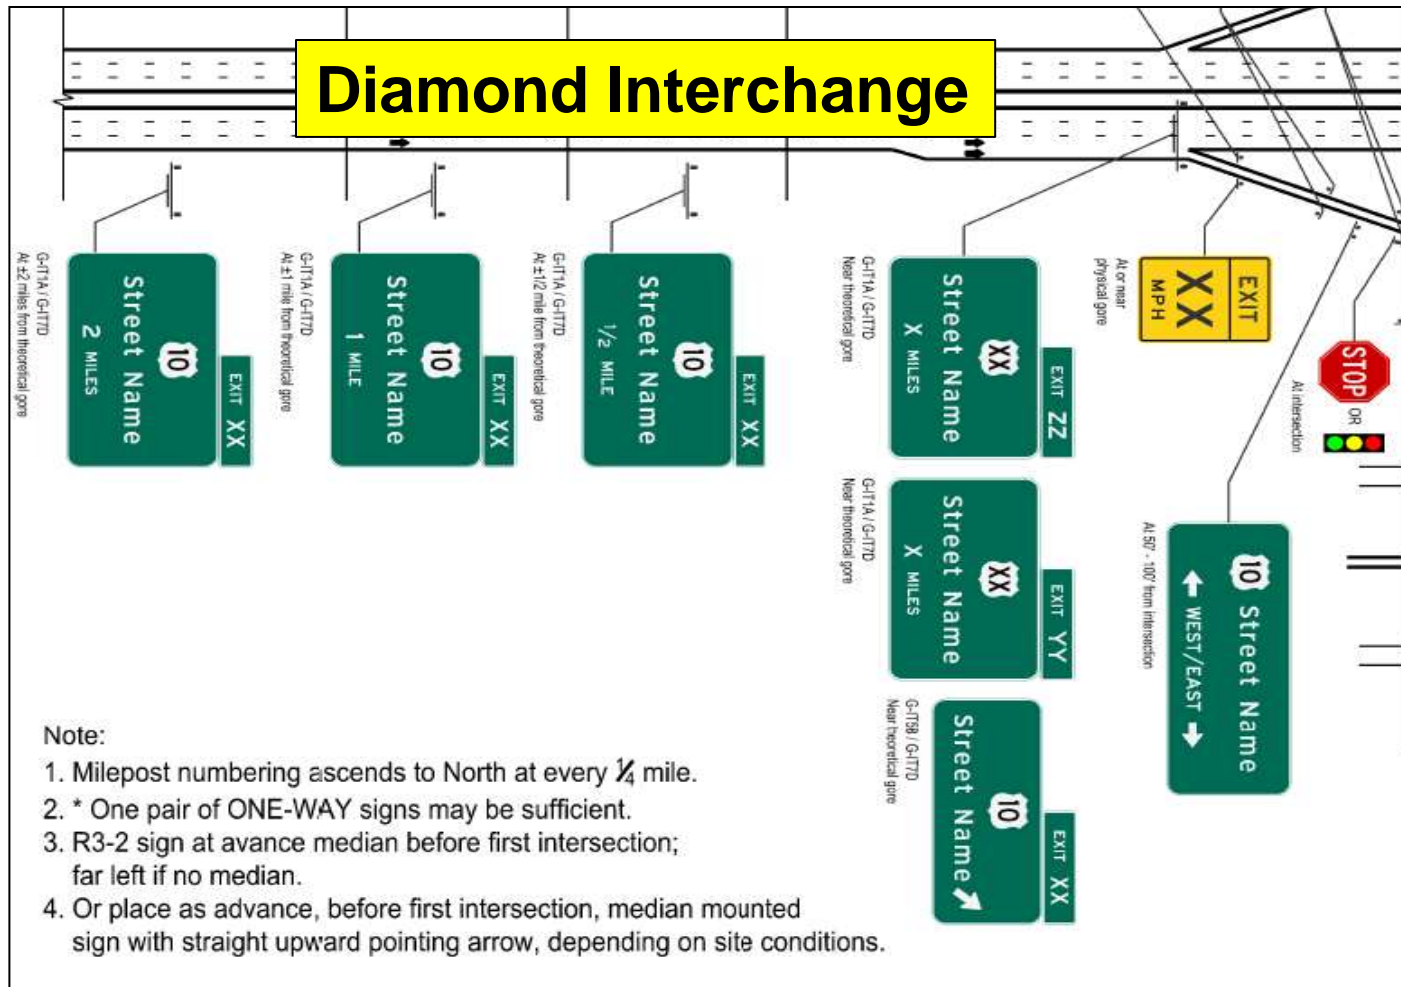 Diamond Interchange
G-IT1A / G-IT7D
At ±2 miles from theoretical gore
EXIT XX
10
Street Name
2 MILES
G-IT1A / G-IT7D
At ±1 mile from theoretical gore
EXIT XX
10
Street Name
1 MILE
G-IT1A / G-IT7D
At ±1/2 mile from theoretical gore
EXIT XX
10
Street Name
1/2 MILE
G-IT1A / G-IT7D
Near theoretical gore
EXIT ZZ
XX
Street Name
X MILES
G-IT1A / G-IT7D
Near theoretical gore
EXIT YY
XX
Street Name
X MILES
G-IT5B / G-IT7D
Near theoretical gore
EXIT XX
10
Street Name
At or near
physical gore
EXIT
XX
MPH
STOP
OR
At intersection
At 50' - 100' from intersection
10 Street Name
WEST/EAST
Note:
1. Milepost numbering ascends to North at every 1/4 mile.
2. * One pair of ONE-WAY signs may be sufficient.
3. R3-2 sign at avance median before first intersection;
far left if no median.
4. Or place as advance, before first intersection, median mounted
sign with straight upward pointing arrow, depending on site conditions.